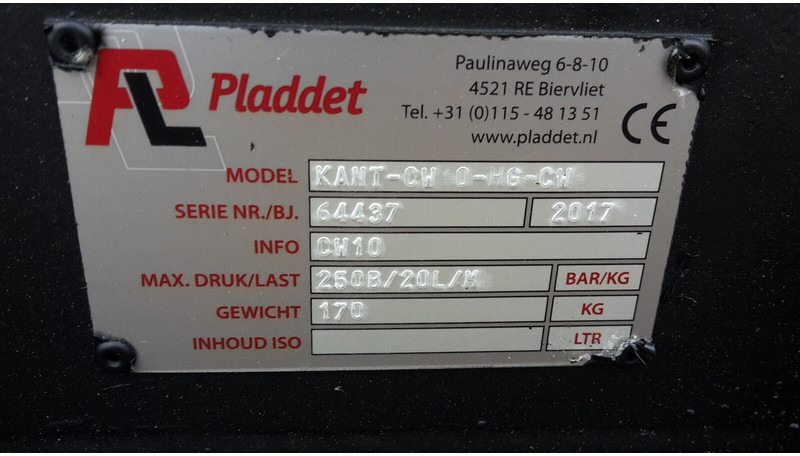 PL Pladdet
Paulinaweg 6-8-10
4521 RE Biervliet
Tel. +31 (0)115 - 48 13 51
www.pladdet.nl
CE
MODEL KANT-CW 0-HG-CW
SERIE NR./BJ. 64437 2017
INFO CW10
MAX. DRUK/LAST 250B/20L/M BAR/KG
GEWICHT 170 KG
INHOUD ISO LTR